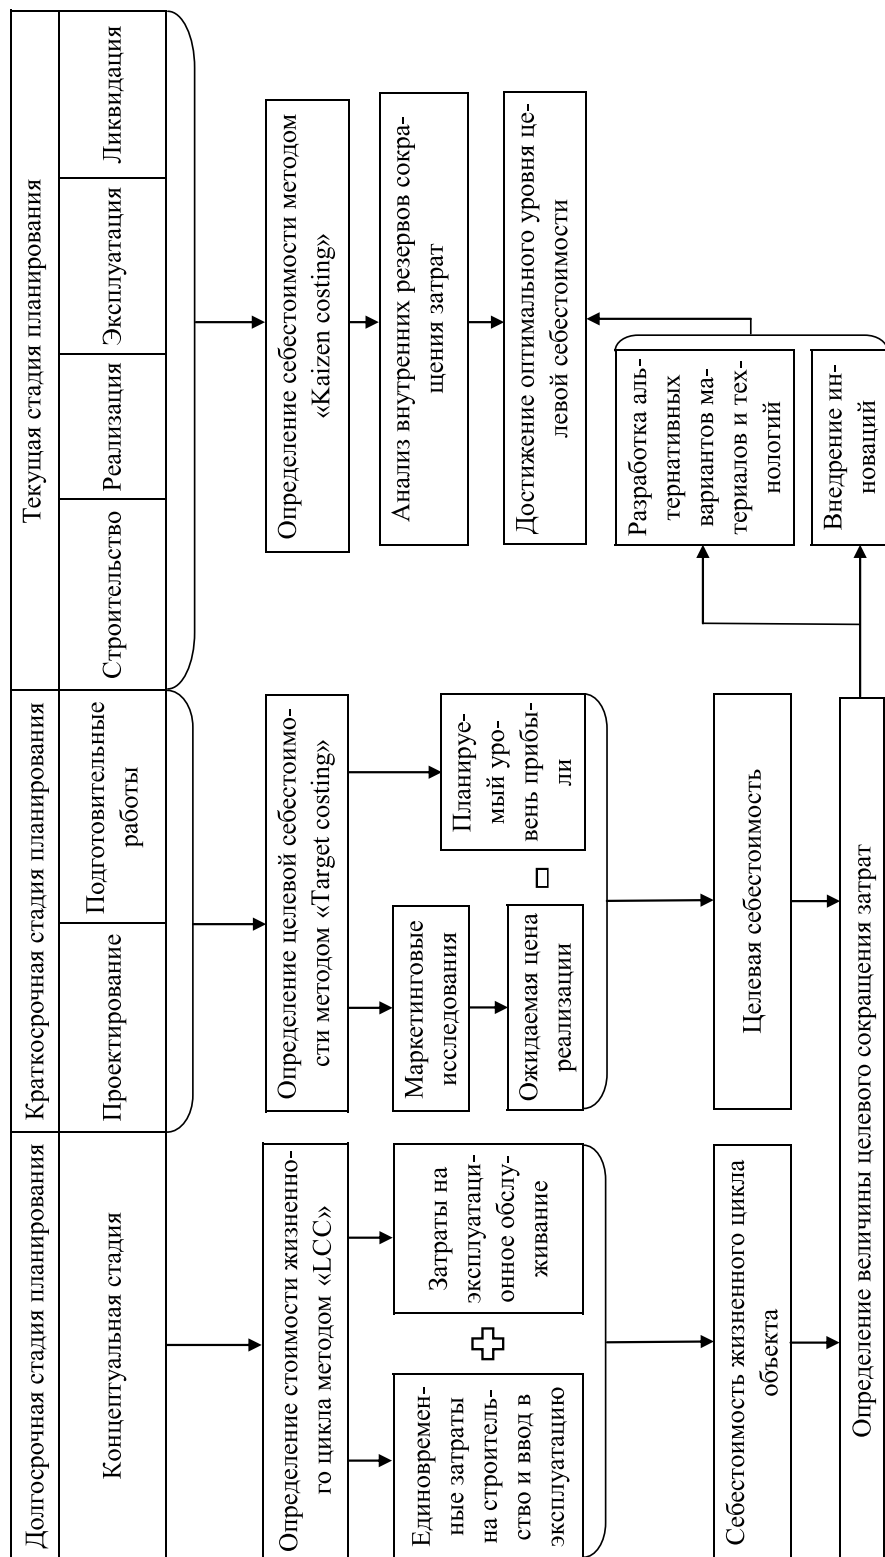 Долгосрочная стадия планирования
Краткосрочная стадия планирования
Текущая стадия планирования
Концептуальная стадия
Проектирование
Подготовительные
работы
Строительство
Реализация
Эксплуатация
Ликвидация
Определение стоимости жизненно-
го цикла методом «LCC»
Единовремен-
ные затраты
на строитель-
ство и ввод в
эксплуатацию
Затраты на
эксплуатаци-
онное обслу-
живание
Себестоимость жизненного цикла
объекта
Определение целевой себестоимо-
сти методом «Target costing»
Маркетинговые
исследования
Ожидаемая цена
реализации
Планируе-
мый уро-
вень прибы-
ли
Целевая себестоимость
Определение величины целевого сокращения затрат
Определение себестоимости методом
«Kaizen costing»
Анализ внутренних резервов сокра-
щения затрат
Достижение оптимального уровня це-
левой себестоимости
Разработка аль-
тернативных
вариантов ма-
териалов и тех-
нологий
Внедрение ин-
новаций